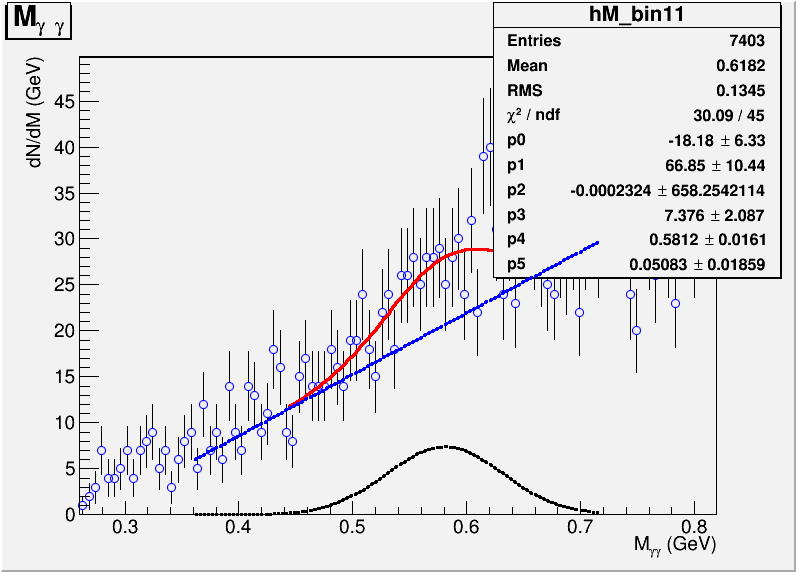 Mγ γ
hM_bin11
Entries 7403
Mean 0.6182
RMS 0.1345
χ² / ndf 30.09 / 45
p0 -18.18 ± 6.33
p1 66.85 ± 10.44
p2 -0.0002324 ± 658.2542114
p3 7.376 ± 2.087
p4 0.5812 ± 0.0161
p5 0.05083 ± 0.01859
dN/dM (GeV)
45
40
35
30
25
20
15
10
5
0
0.3 0.4 0.5 0.6 0.7 0.8
Mγγ (GeV)